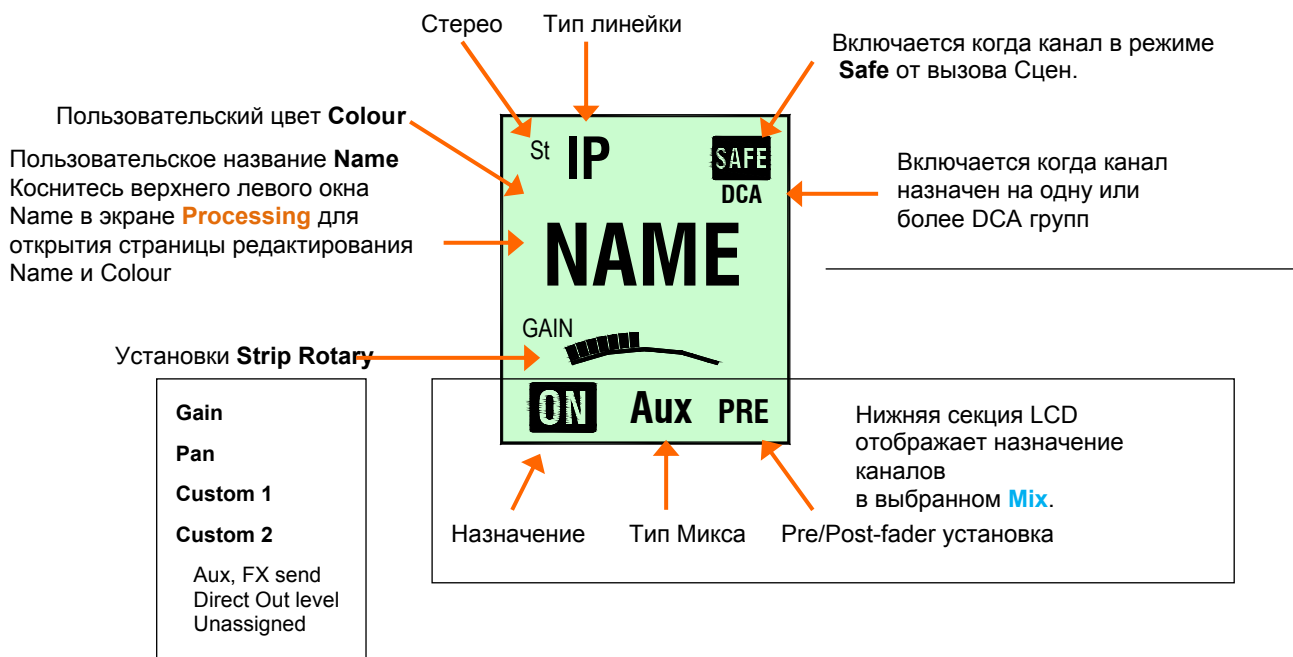 Стерео
Тип линейки
Включается когда канал в режиме
Safe от вызова Сцен.
Пользовательский цвет Colour
Пользовательское название Name
Коснитесь верхнего левого окна
Name в экране Processing для
открытия страницы редактирования
Name и Colour
St IP SAFE
DCA
NAME
GAIN
ON Aux PRE
Включается когда канал
назначен на одну или
более DCA групп
Установки Strip Rotary
Gain
Pan
Custom 1
Custom 2
Aux, FX send
Direct Out level
Unassigned
Нижняя секция LCD
отображает назначение
каналов
в выбранном Mix.
Назначение
Тип Микса
Pre/Post-fader установка